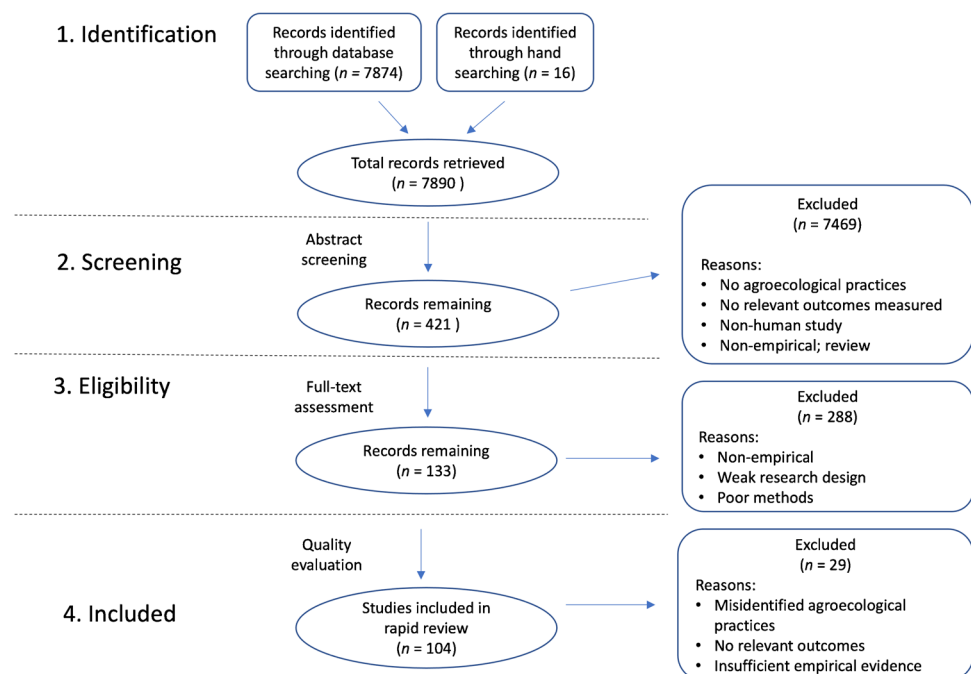 1. Identification
Records identified
through database
searching (n = 7874)
Records identified
through hand
searching (n = 16)
Total records retrieved
(n = 7890 )
2. Screening
Abstract
screening
Records remaining
(n = 421 )
Excluded
(n = 7469)
Reasons:
• No agroecological practices
• No relevant outcomes measured
• Non-human study
• Non-empirical; review
3. Eligibility
Full-text
assessment
Records remaining
(n = 133)
Excluded
(n = 288)
Reasons:
• Non-empirical
• Weak research design
• Poor methods
4. Included
Quality
evaluation
Studies included in
rapid review
(n = 104)
Excluded
(n = 29)
Reasons:
• Misidentified agroecological
practices
• No relevant outcomes
• Insufficient empirical evidence